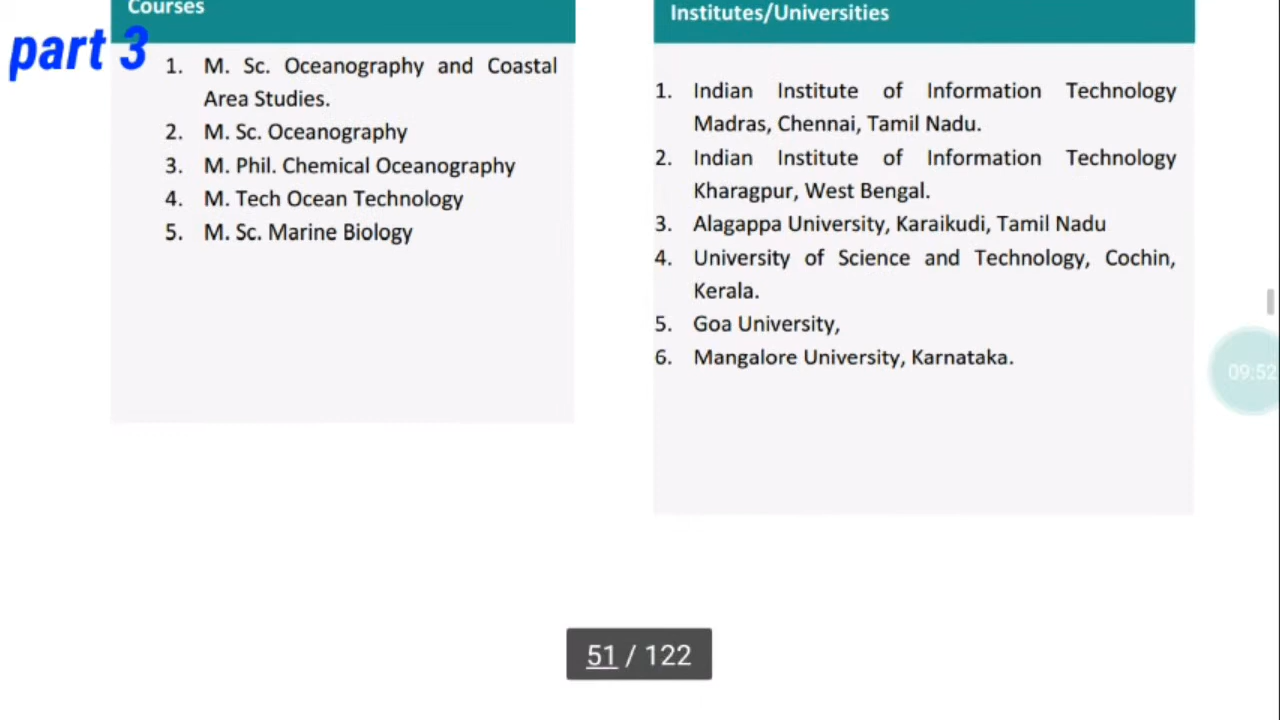 Courses
part 3
1. M. Sc. Oceanography and Coastal
Area Studies.
2. M. Sc. Oceanography
3. M. Phil. Chemical Oceanography
4. M. Tech Ocean Technology
5. M. Sc. Marine Biology
Institutes/Universities
1. Indian Institute of Information Technology
Madras, Chennai, Tamil Nadu.
2. Indian Institute of Information Technology
Kharagpur, West Bengal.
3. Alagappa University, Karaikudi, Tamil Nadu
4. University of Science and Technology, Cochin,
Kerala.
5. Goa University,
6. Mangalore University, Karnataka.
09:52
51 / 122